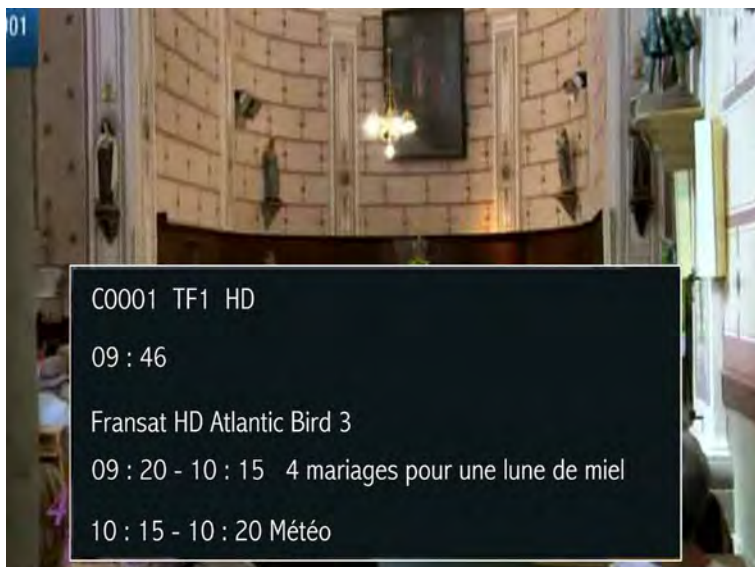 001
C0001 TF1 HD
09 : 46
Fransat HD Atlantic Bird 3
09 : 20 - 10 : 15 4 mariages pour une lune de miel
10 : 15 - 10 : 20 Météo